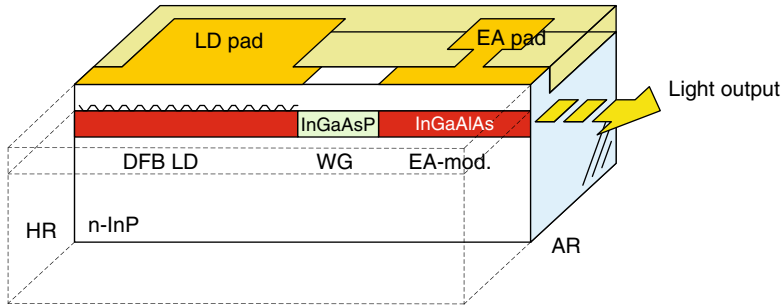 LD pad
EA pad
Light output
InGaAsP
InGaAlAs
DFB LD
WG
EA-mod.
HR
n-InP
AR